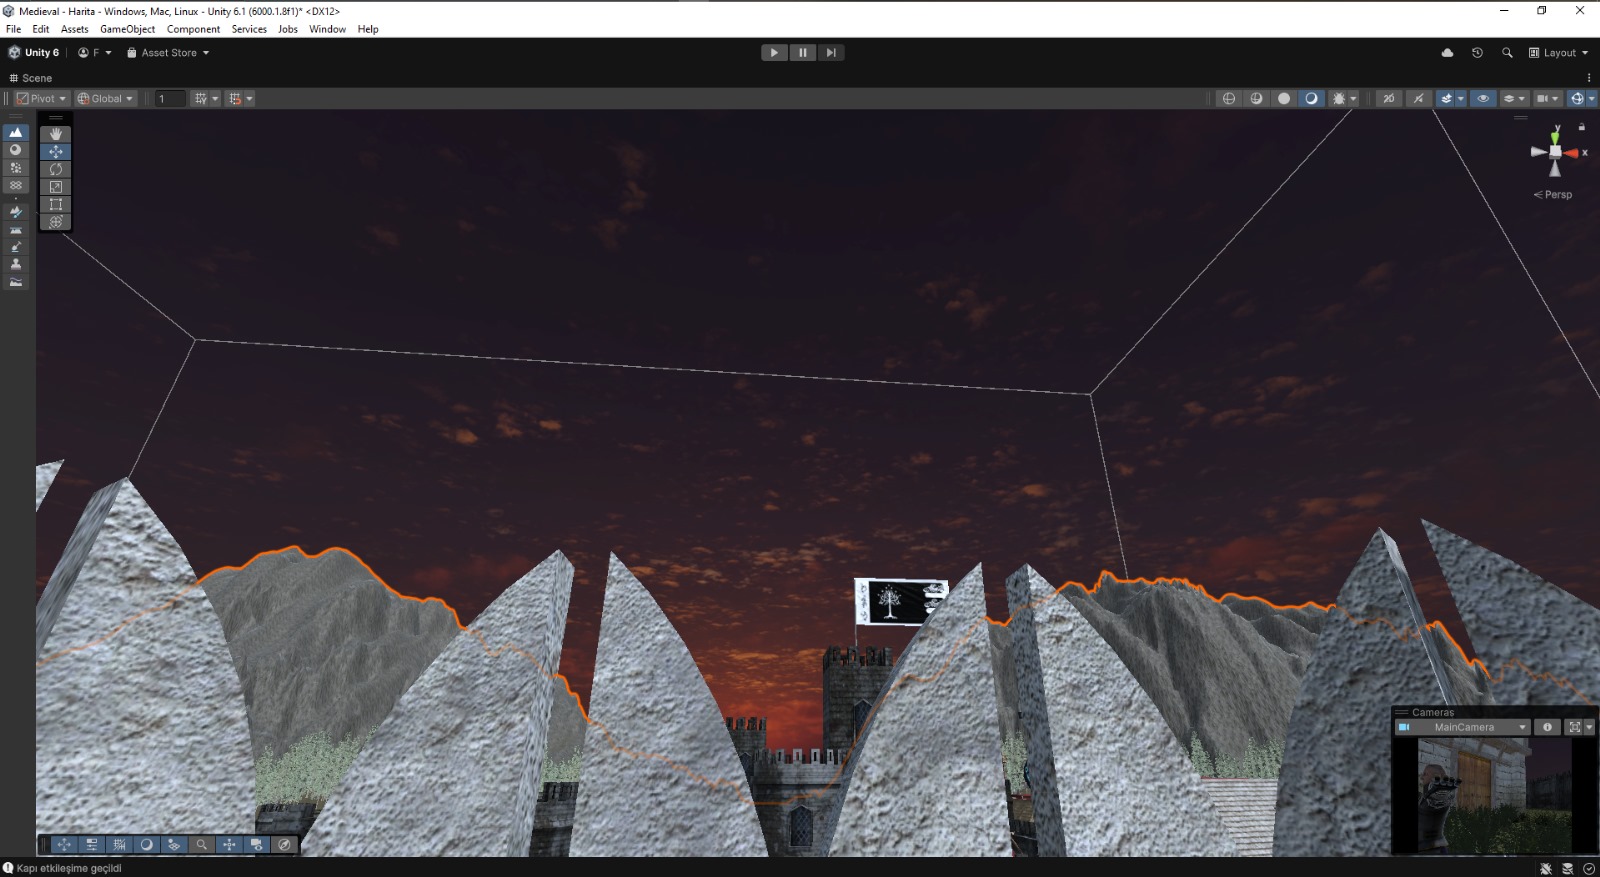 Medieval - Harita - Windows, Mac, Linux - Unity 6.1 (6000.1.8f1)* <DX12>
File Edit Assets GameObject Component Services Jobs Window Help
Unity 6 F Asset Store Layout
Scene
Pivot Global 1 2D
y
x
< Persp
Cameras
MainCamera
Kapı etkileşime geçildi